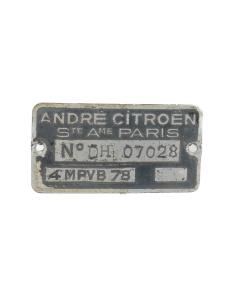 ANDRÉ CITROËN
STÉ AME PARIS
No DH 07028
4 MPVB 78